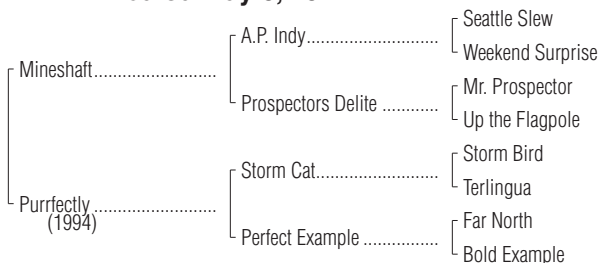 Seattle Slew
A.P. Indy
Weekend Surprise
Mineshaft
Mr. Prospector
Prospectors Delite
Up the Flagpole
Storm Bird
Storm Cat
Terlingua
Purrfectly
(1994)
Far North
Perfect Example
Bold Example